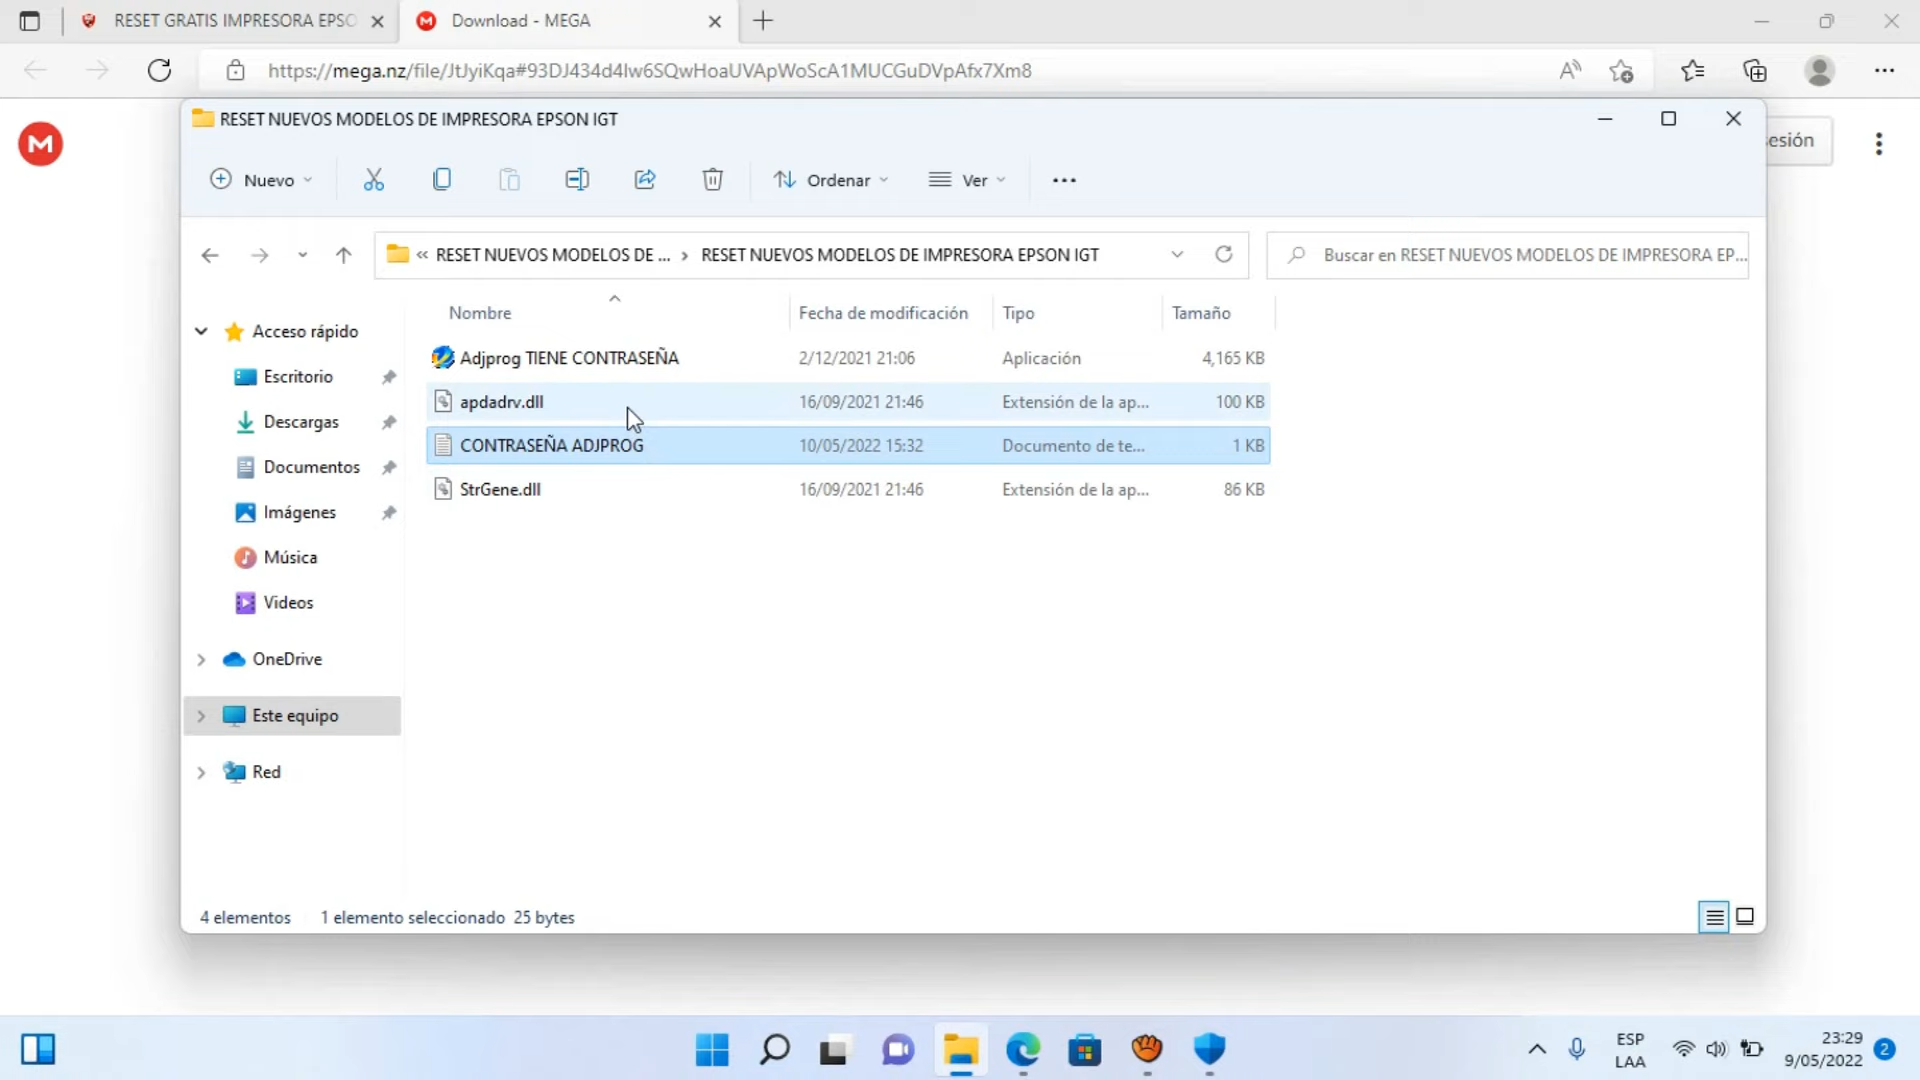 RESET GRATIS IMPRESORA EPSO
Download - MEGA
https://mega.nz/file/JtJyiKqa#93DJ434d4Iw6SQwHoaUVApWoScA1MUCGuDVpAfx7Xm8
esión
RESET NUEVOS MODELOS DE IMPRESORA EPSON IGT
Nuevo
Ordenar
Ver
« RESET NUEVOS MODELOS DE ... › RESET NUEVOS MODELOS DE IMPRESORA EPSON IGT
Buscar en RESET NUEVOS MODELOS DE IMPRESORA EP...
Nombre Fecha de modificación Tipo Tamaño
Adjprog TIENE CONTRASEÑA 2/12/2021 21:06 Aplicación 4,165 KB
apdadrv.dll 16/09/2021 21:46 Extensión de la ap... 100 KB
CONTRASEÑA ADJPROG 10/05/2022 15:32 Documento de te... 1 KB
StrGene.dll 16/09/2021 21:46 Extensión de la ap... 86 KB
Acceso rápido
Escritorio
Descargas
Documentos
Imágenes
Música
Videos
OneDrive
Este equipo
Red
4 elementos 1 elemento seleccionado 25 bytes
ESP
LAA
23:29
9/05/2022
2